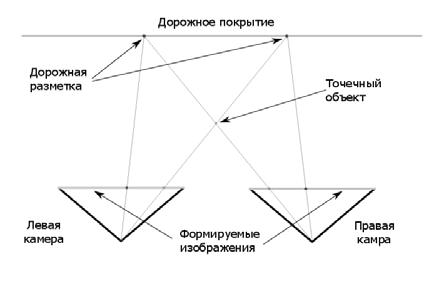 Дорожное покрытие
Дорожная
разметка
Точечный
объект
Левая
камера
Формируемые
изображения
Правая
камра